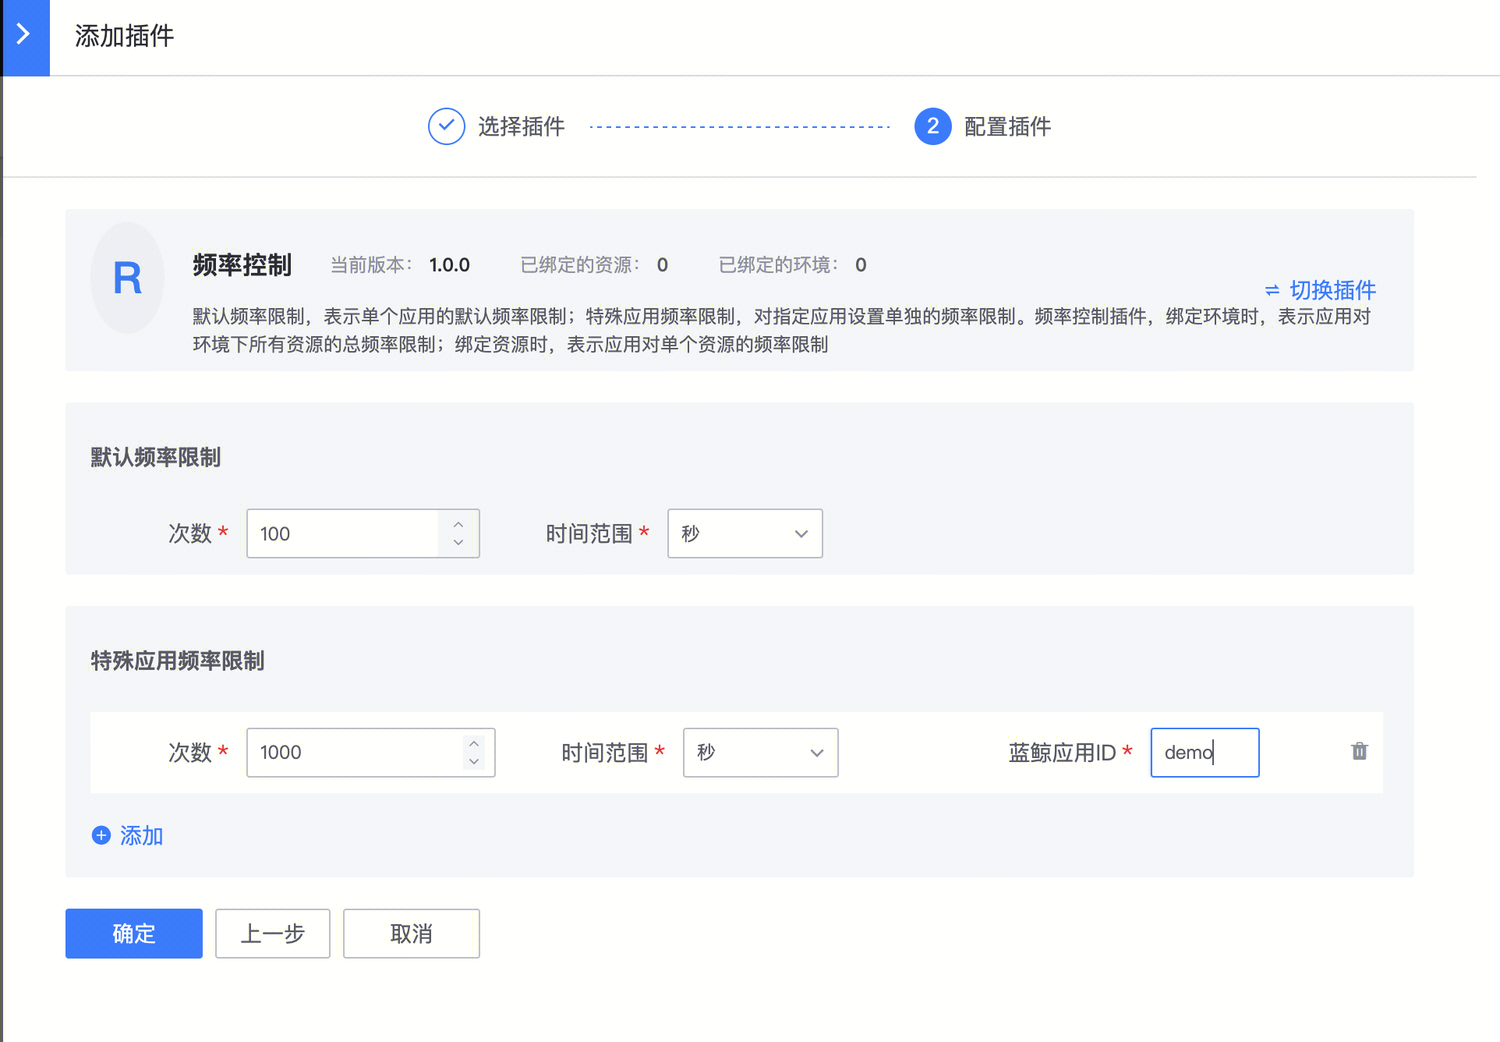 添加插件
选择插件
2 配置插件
R
频率控制 当前版本： 1.0.0 已绑定的资源： 0 已绑定的环境： 0
切换插件
默认频率限制，表示单个应用的默认频率限制；特殊应用频率限制，对指定应用设置单独的频率限制。频率控制插件，绑定环境时，表示应用对
环境下所有资源的总频率限制；绑定资源时，表示应用对单个资源的频率限制
默认频率限制
次数 * 100 时间范围 * 秒
特殊应用频率限制
次数 * 1000 时间范围 * 秒 蓝鲸应用ID * demo
添加
确定 上一步 取消